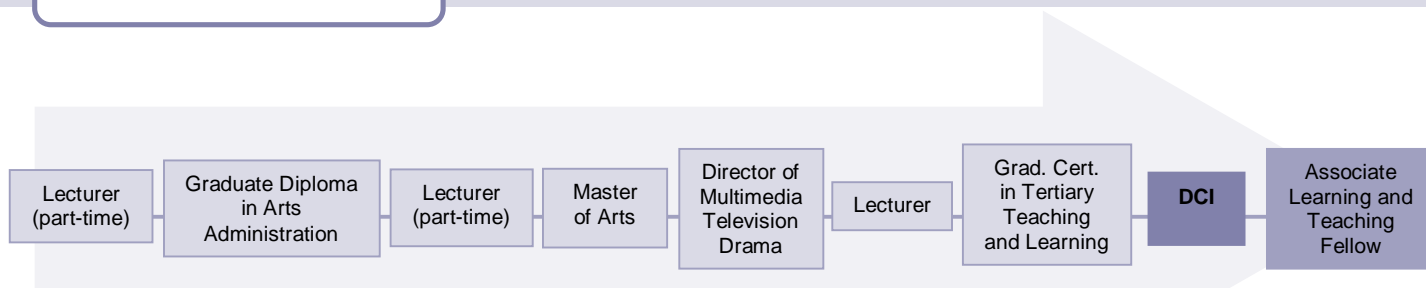 Lecturer
(part-time)
Graduate Diploma
in Arts
Administration
Lecturer
(part-time)
Master
of Arts
Director of
Multimedia
Television
Drama
Lecturer
Grad. Cert.
in Tertiary
Teaching
and Learning
DCI
Associate
Learning and
Teaching
Fellow